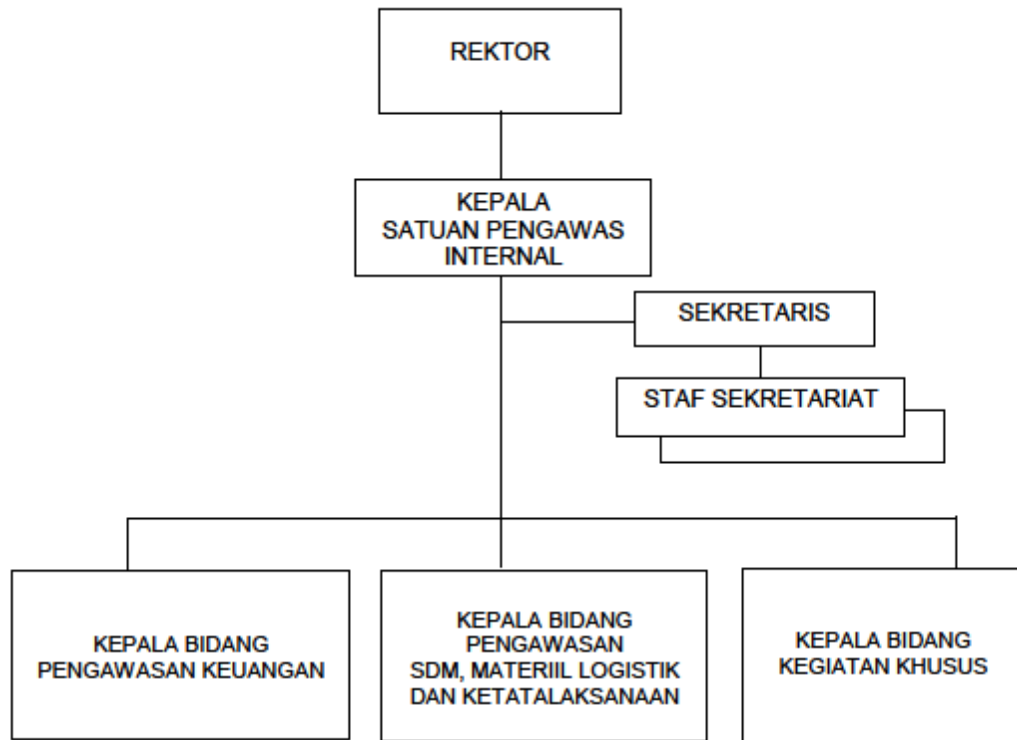 REKTOR
KEPALA
SATUAN PENGAWAS
INTERNAL
SEKRETARIS
STAF SEKRETARIAT
KEPALA BIDANG
PENGAWASAN KEUANGAN
KEPALA BIDANG
PENGAWASAN
SDM, MATERIIL LOGISTIK
DAN KETATALAKSANAAN
KEPALA BIDANG
KEGIATAN KHUSUS